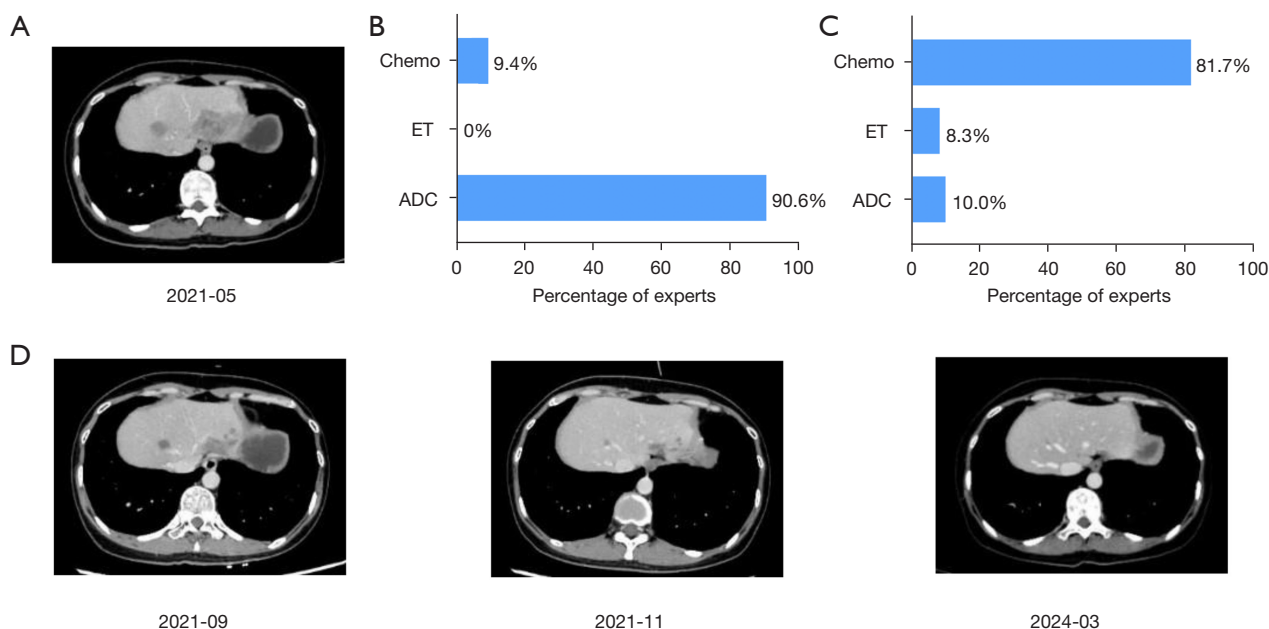 A
2021-05
B
Chemo
9.4%
ET
0%
ADC
90.6%
0 20 40 60 80 100
Percentage of experts
C
Chemo
81.7%
ET
8.3%
ADC
10.0%
0 20 40 60 80 100
Percentage of experts
D
2021-09
2021-11
2024-03